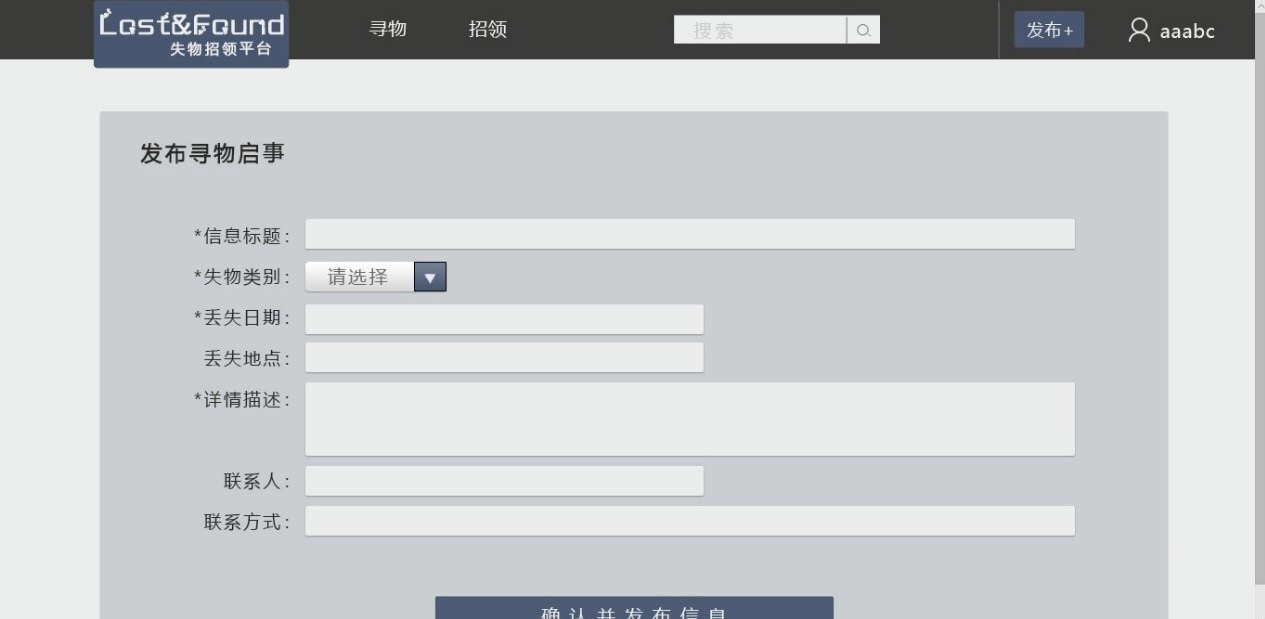 Lost&Found
失物招领平台
寻物
招领
搜索
发布+
aaabc
发布寻物启事
*信息标题:
*失物类别:
请选择
*丢失日期:
丢失地点:
*详情描述:
联系人:
联系方式:
确认并发布信息